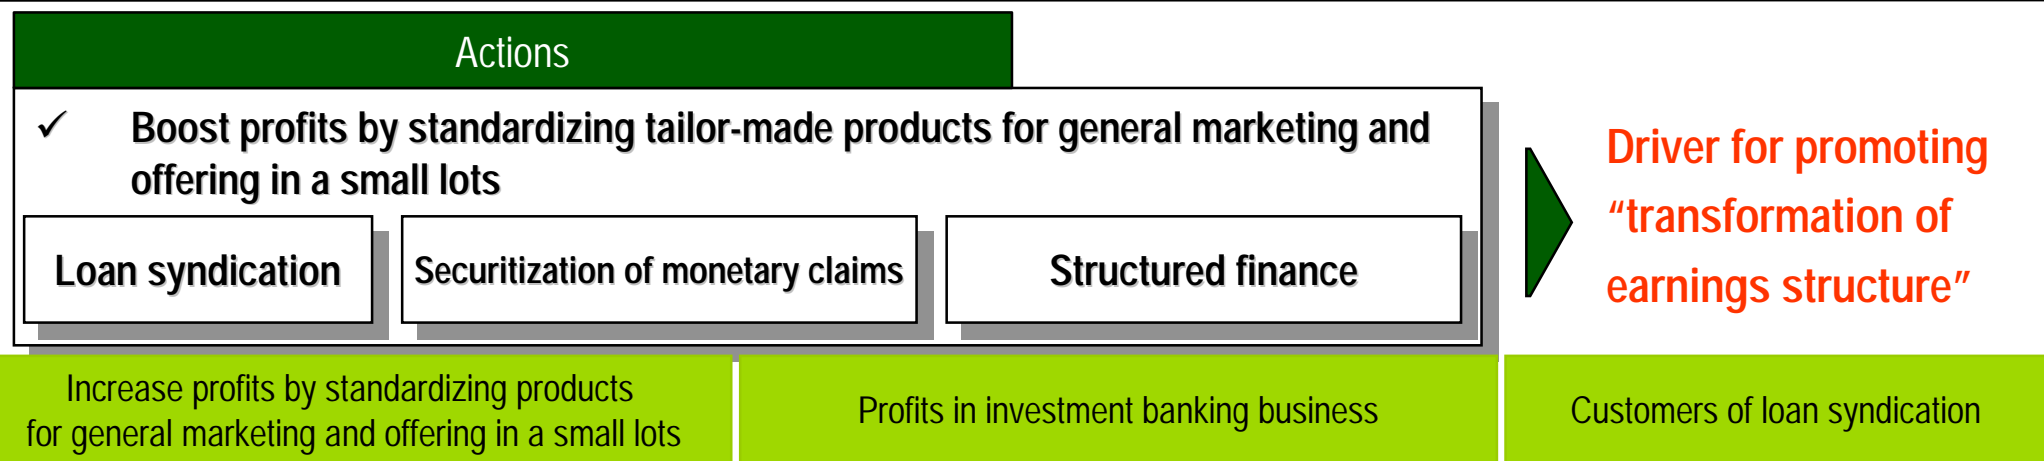 Actions
✓ Boost profits by standardizing tailor-made products for general marketing and
offering in a small lots
Loan syndication
Securitization of monetary claims
Structured finance
Driver for promoting
“transformation of
earnings structure”
Increase profits by standardizing products
for general marketing and offering in a small lots
Profits in investment banking business
Customers of loan syndication